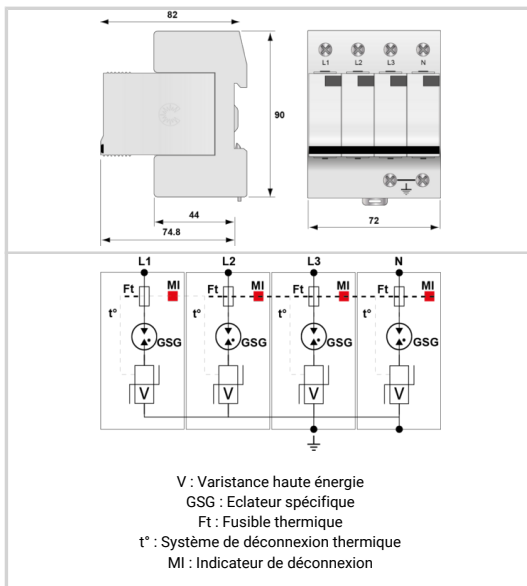 82
L1 L2 L3 N
90
44
74.8
72
L1 L2 L3 N
Ft MI Ft MI Ft MI Ft MI
t° t° t° t°
GSG GSG GSG GSG
V V V V
V : Varistance haute énergie
GSG : Eclateur spécifique
Ft : Fusible thermique
t° : Système de déconnexion thermique
MI : Indicateur de déconnexion